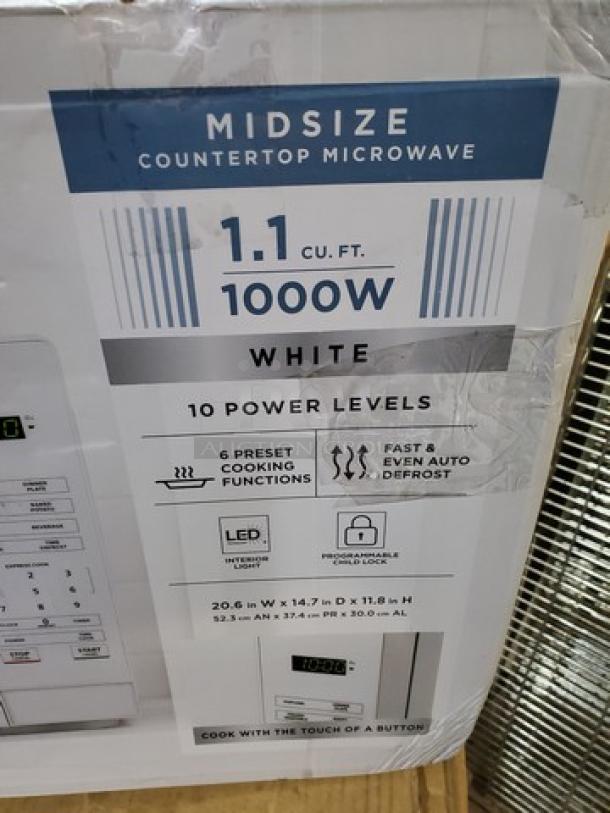 MIDSIZE
COUNTERTOP MICROWAVE
1.1 CU. FT.
1000W
WHITE
10 POWER LEVELS
6 PRESET
COOKING
FUNCTIONS
FAST &
EVEN AUTO
DEFROST
LED
INTERIOR
LIGHT
PROGRAMMABLE
CHILD LOCK
20.6 in W x 14.7 in D x 11.8 in H
52.3 cm AN x 37.4 cm PR x 30.0 cm AL
10:00
COOK WITH THE TOUCH OF A BUTTON
DINNER
PLATE
BAKED
POTATO
BEVERAGE
TIME
DEFROST
EXPRESS COOK
2 3
5 6
7 8 9
0 TIMER
POWER
STOP
START
AUCTION